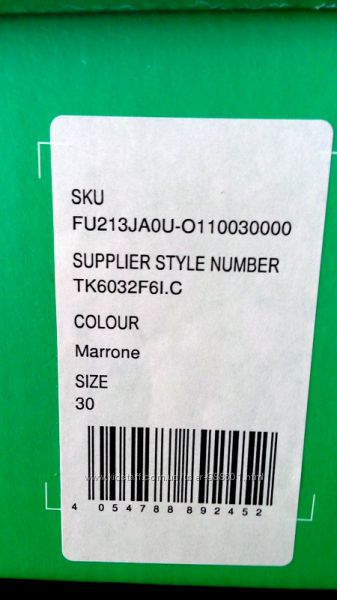 SKU
FU213JA0U-O110030000
SUPPLIER STYLE NUMBER
TK6032F6I.C
COLOUR
Marrone
SIZE
30
4 054788 892452